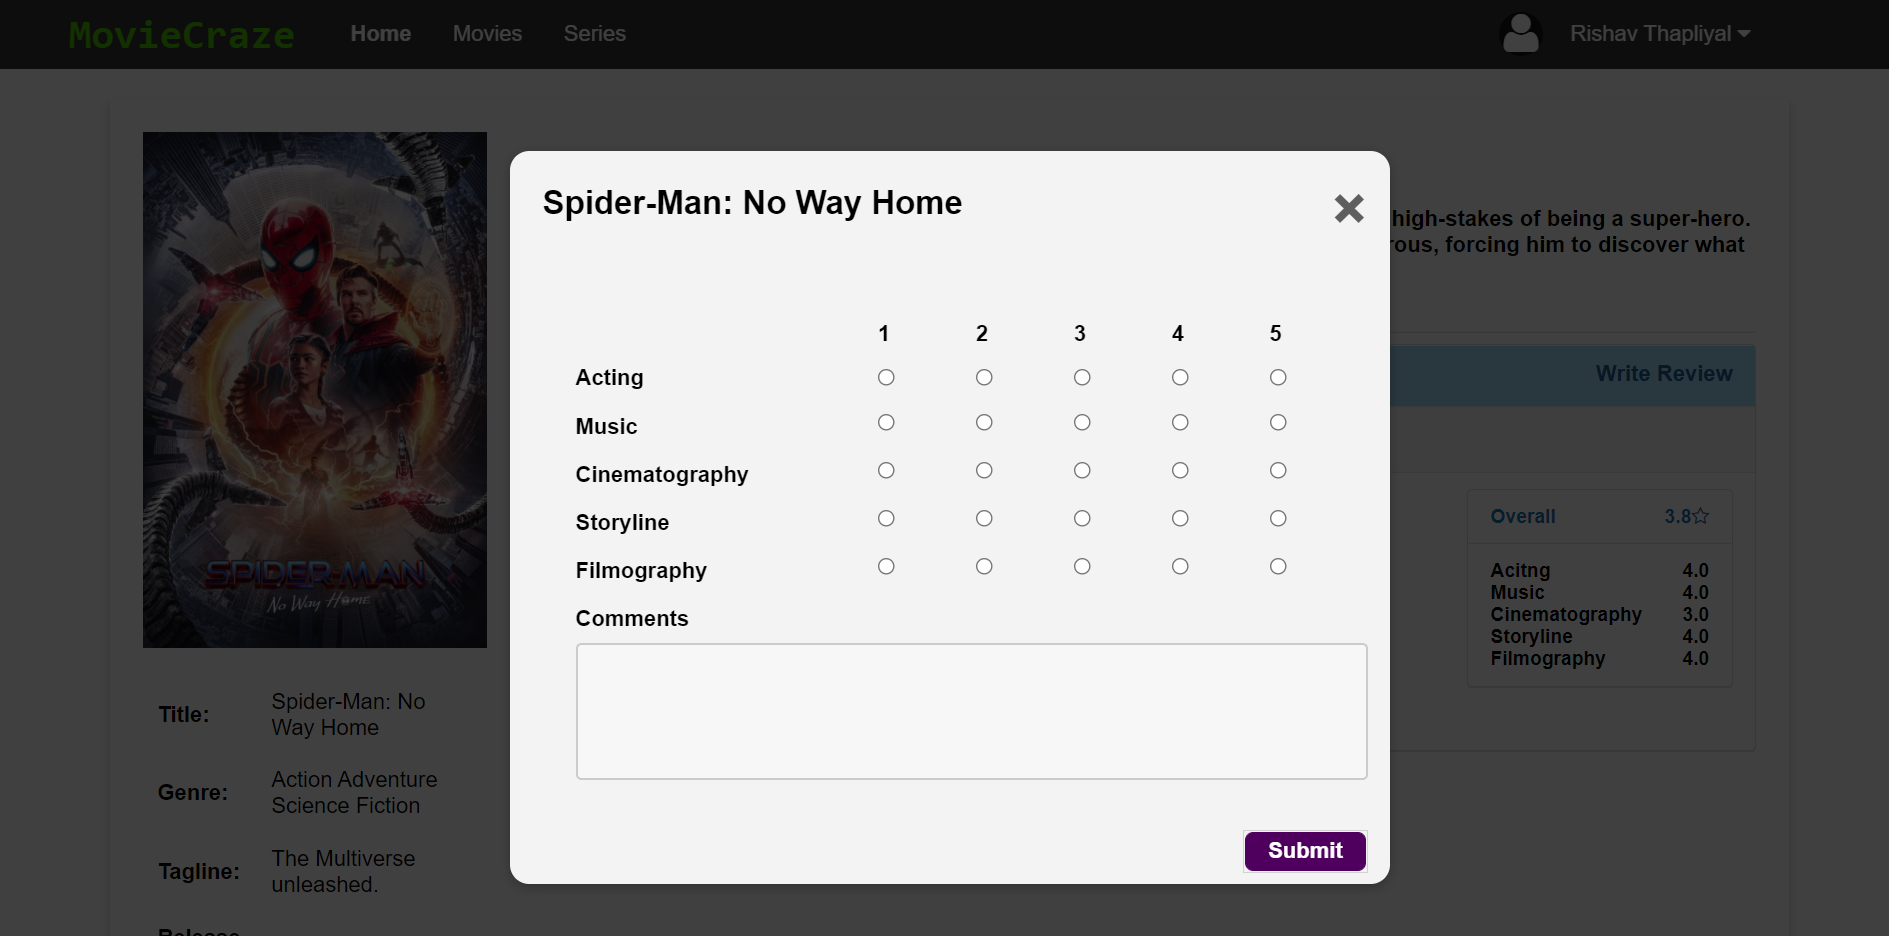 MovieCraze Home Movies Series Rishav Thapliyal
Spider-Man: No Way Home
high-stakes of being a super-hero.
rous, forcing him to discover what
1 2 3 4 5
Acting
Music
Cinematography
Storyline
Filmography
Comments
Submit
Write Review
Overall 3.8
Acitng 4.0
Music 4.0
Cinematography 3.0
Storyline 4.0
Filmography 4.0
SPIDER-MAN
No Way Home
Title: Spider-Man: No
Way Home
Genre: Action Adventure
Science Fiction
Tagline: The Multiverse
unleashed.
Release